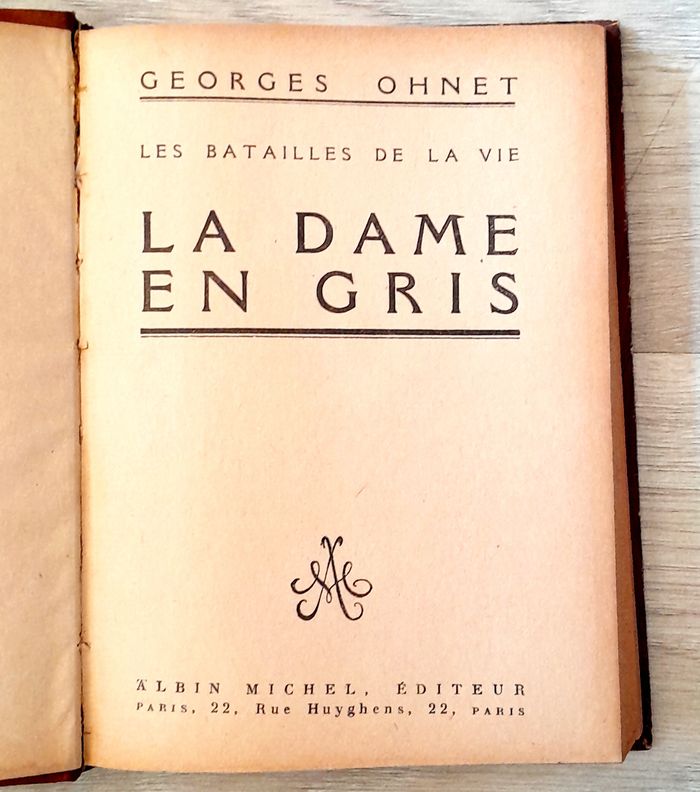 GEORGES OHNET
LES BATAILLES DE LA VIE
LA DAME
EN GRIS
ALBIN MICHEL, ÉDITEUR
PARIS, 22, Rue Huyghens, 22, PARIS